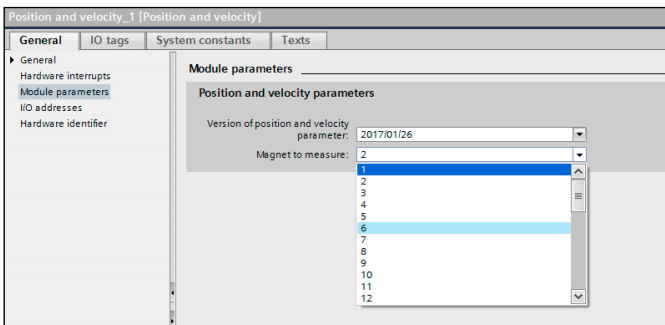 Position and velocity_1 [Position and velocity]
General IO tags System constants Texts
General
Hardware interrupts
Module parameters
I/O addresses
Hardware identifier
Module parameters
Position and velocity parameters
Version of position and velocity
parameter: 2017/01/26
Magnet to measure: 2
1
2
3
4
5
6
7
8
9
10
11
12